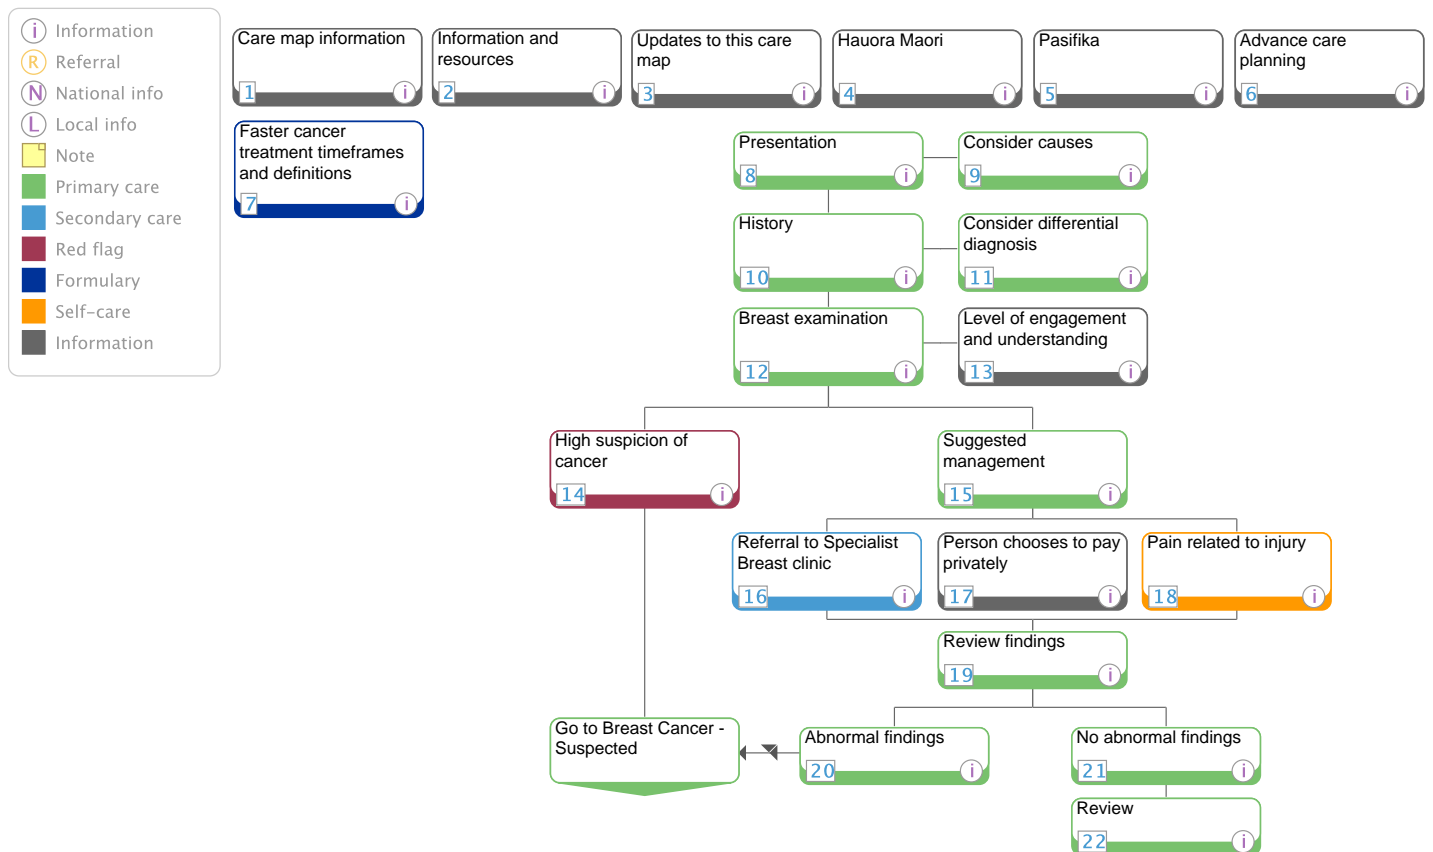 i Information
R Referral
N National info
L Local info
Note
Primary care
Secondary care
Red flag
Formulary
Self-care
Information
Care map information
1 i
Information and
resources
2 i
Updates to this care
map
3 i
Hauora Maori
4 i
Pasifika
5 i
Advance care
planning
6 i
Faster cancer
treatment timeframes
and definitions
7 i
Presentation
8 i
Consider causes
9 i
History
10 i
Consider differential
diagnosis
11 i
Breast examination
12 i
Level of engagement
and understanding
13 i
High suspicion of
cancer
14 i
Suggested
management
15 i
Referral to Specialist
Breast clinic
16 i
Person chooses to pay
privately
17 i
Pain related to injury
18 i
Review findings
19 i
Go to Breast Cancer -
Suspected
Abnormal findings
20 i
No abnormal findings
21 i
Review
22 i